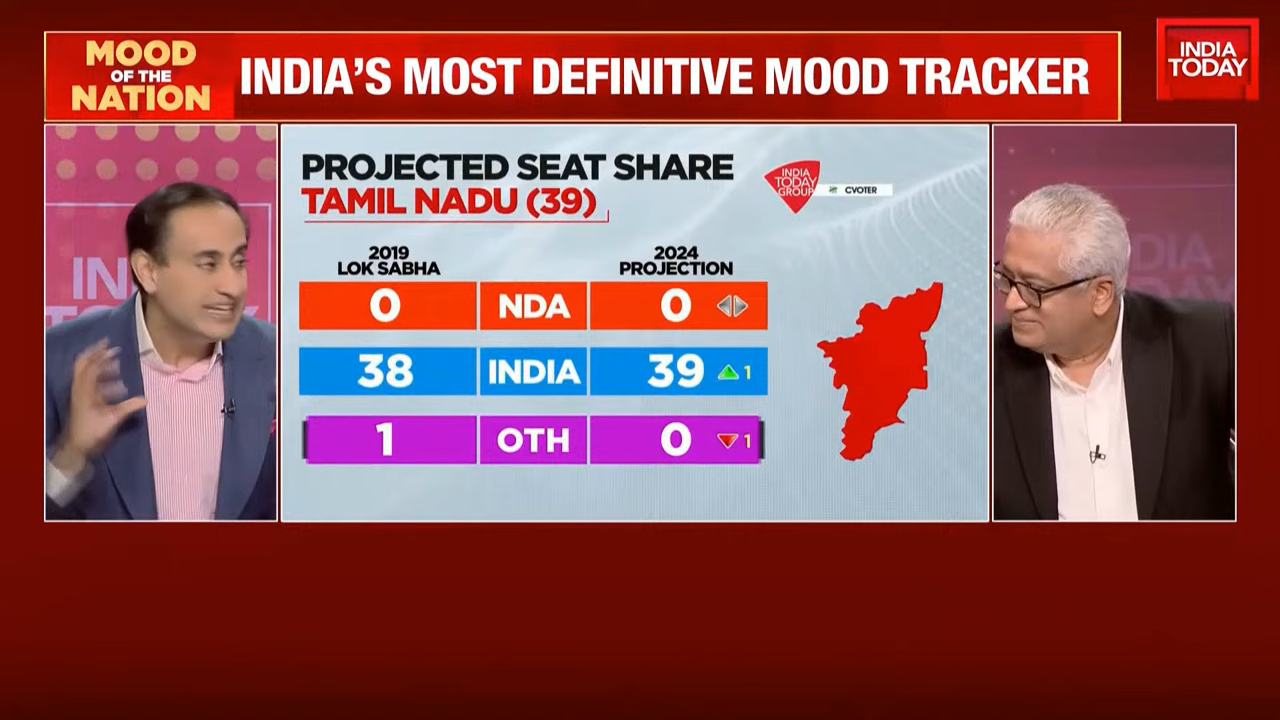 MOOD
OF THE
NATION
INDIA'S MOST DEFINITIVE MOOD TRACKER
INDIA
TODAY
PROJECTED SEAT SHARE
TAMIL NADU (39)
INDIA
TODAY
GROUP
CVOTER
2019
LOK SABHA
2024
PROJECTION
0 NDA 0
38 INDIA 39 1
1 OTH 0 1
DIA